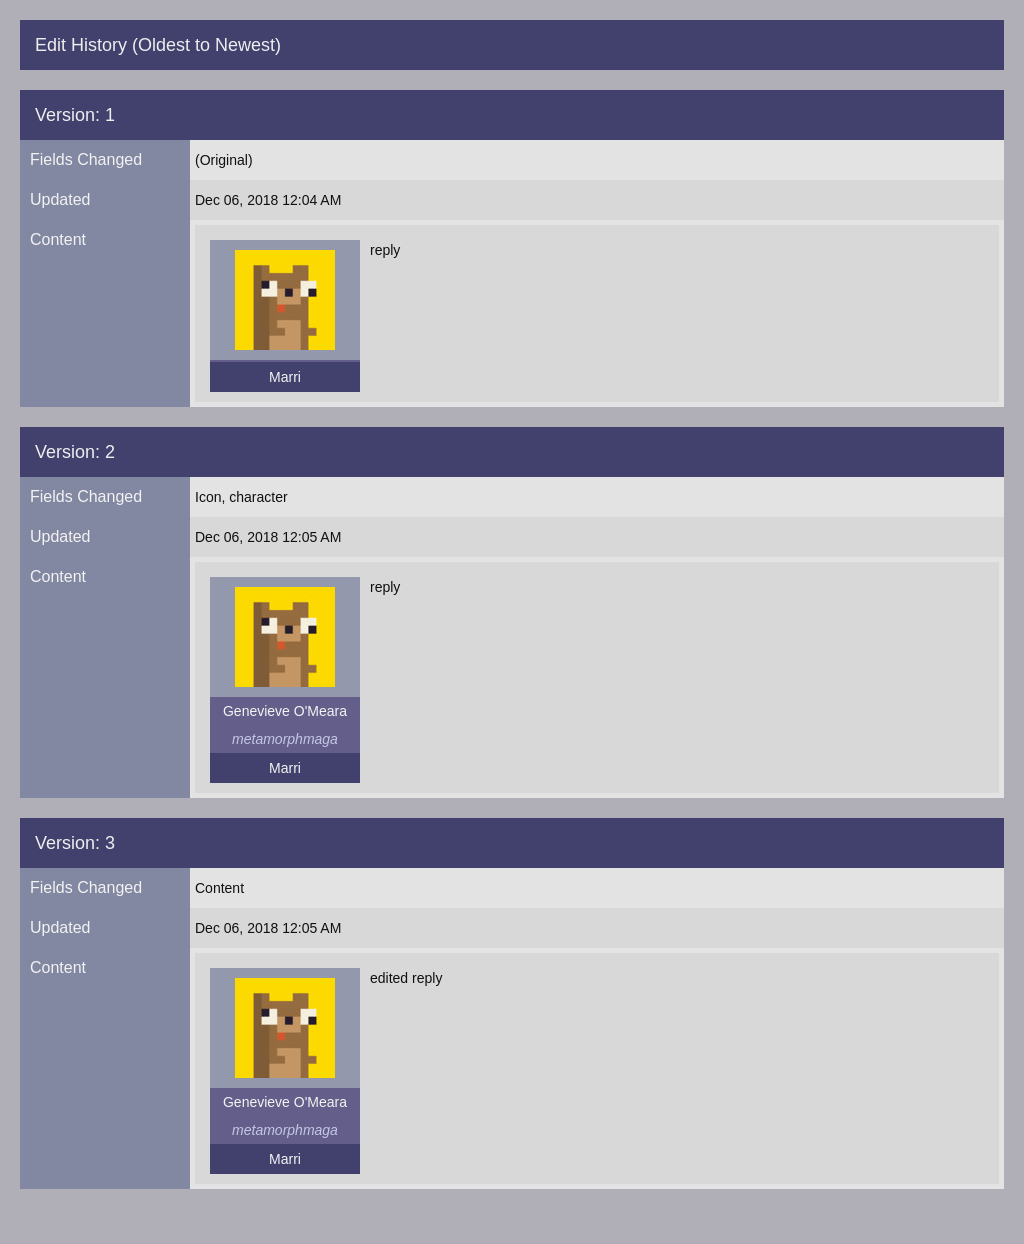 Edit History (Oldest to Newest)
Version: 1
Fields Changed
(Original)
Updated
Dec 06, 2018 12:04 AM
Content
reply
Marri
Version: 2
Fields Changed
Icon, character
Updated
Dec 06, 2018 12:05 AM
Content
reply
Genevieve O'Meara
metamorphmaga
Marri
Version: 3
Fields Changed
Content
Updated
Dec 06, 2018 12:05 AM
Content
edited reply
Genevieve O'Meara
metamorphmaga
Marri